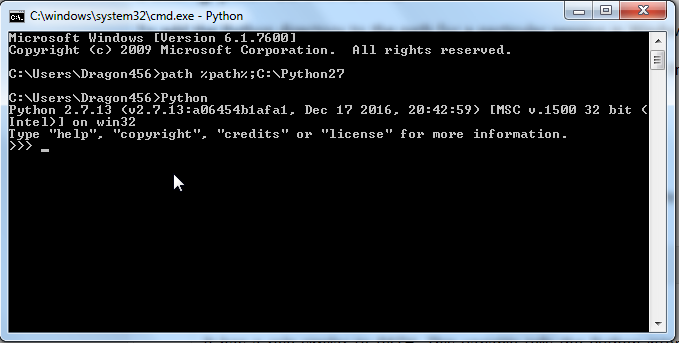 C:\windows\system32\cmd.exe - Python
Microsoft Windows [Version 6.1.7600]
Copyright (c) 2009 Microsoft Corporation.  All rights reserved.
C:\Users\Dragon456>path %path%;C:\Python27
C:\Users\Dragon456>Python
Python 2.7.13 (v2.7.13:a06454b1afa1, Dec 17 2016, 20:42:59) [MSC v.1500 32 bit (
Intel)] on win32
Type "help", "copyright", "credits" or "license" for more information.
>>> _